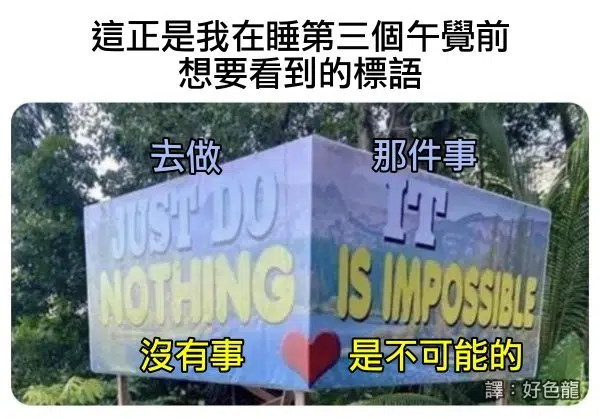 這正是我在睡第三個午覺前
想要看到的標語
去做 那件事
JUST DO IT
NOTHING IS IMPOSSIBLE
沒有事 是不可能的
譯：好色龍